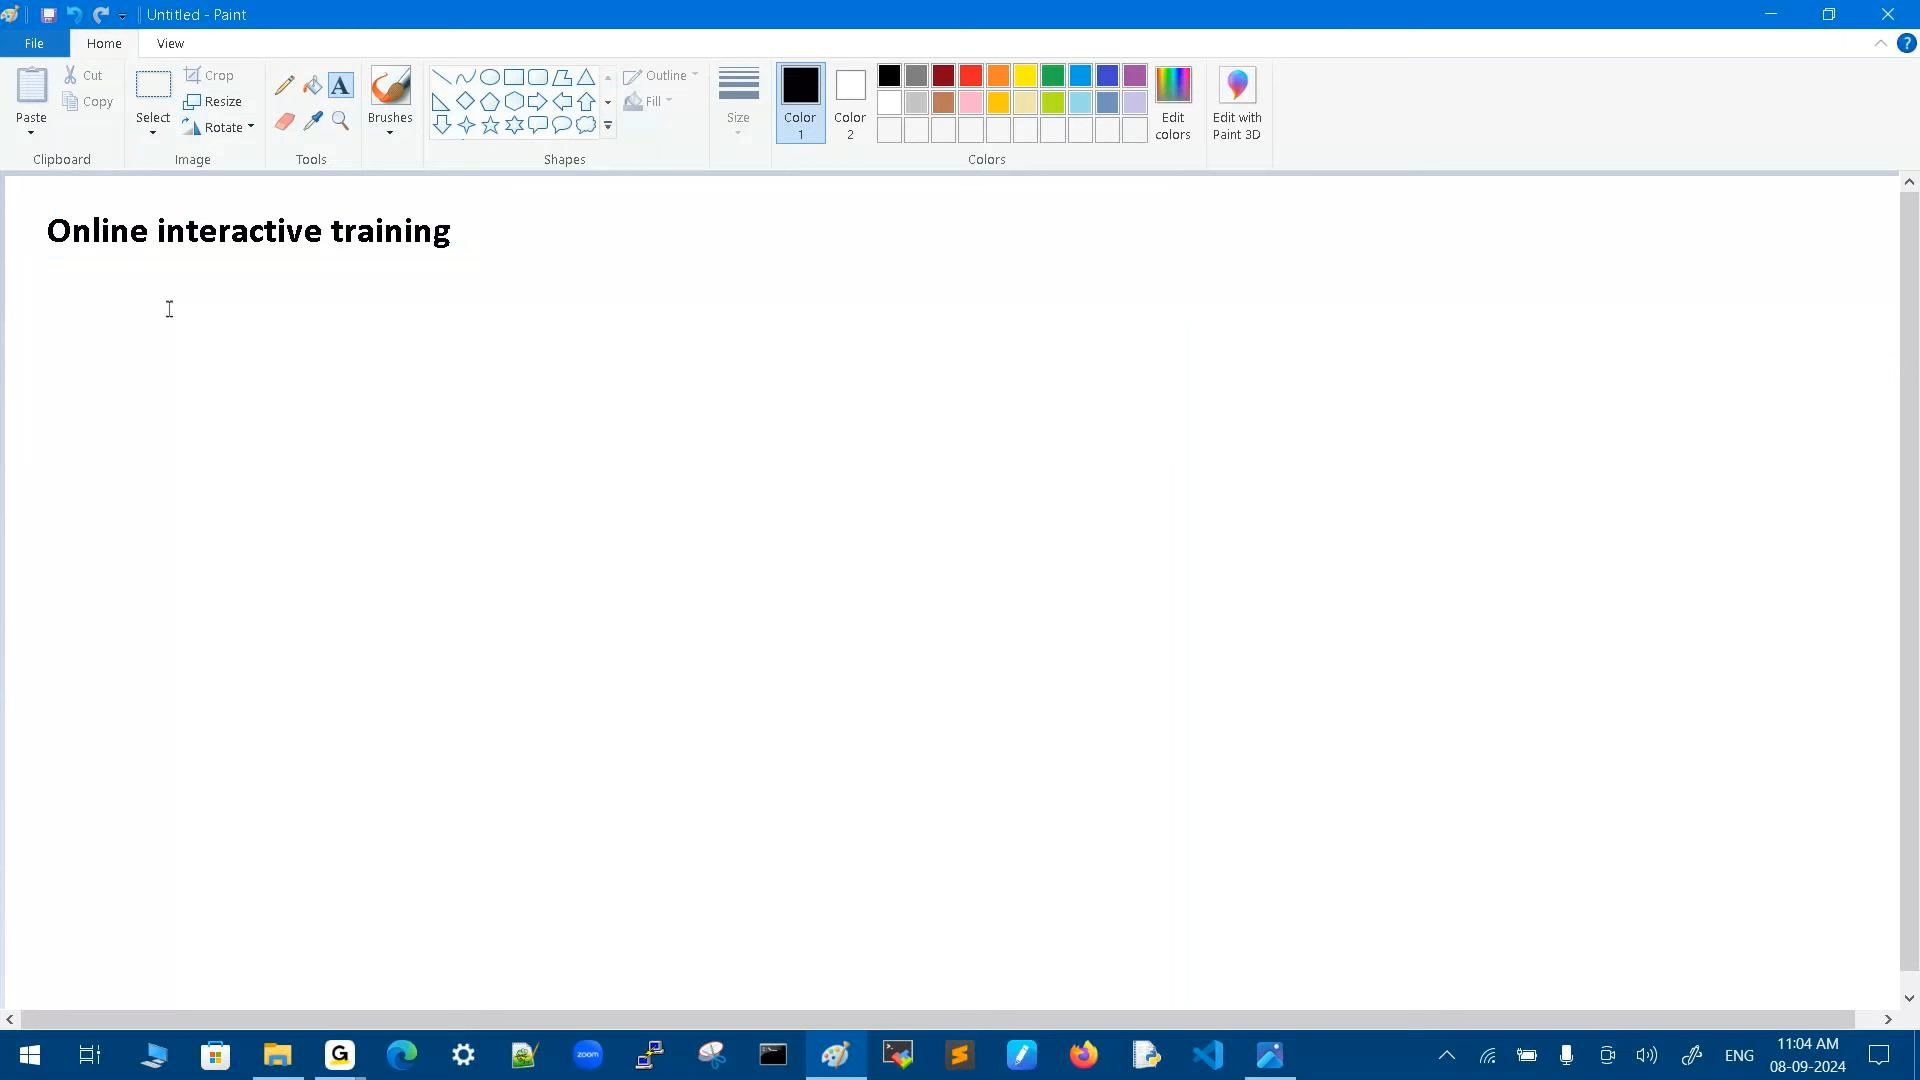 Untitled - Paint
File Home View
Paste
Cut
Copy
Clipboard
Select
Crop
Resize
Rotate
Image
A
Tools
Brushes
Outline
Fill
Shapes
Size
Color 1
Color 2
Edit colors
Colors
Edit with Paint 3D
Online interactive training
G
zoom
ENG
11:04 AM
08-09-2024